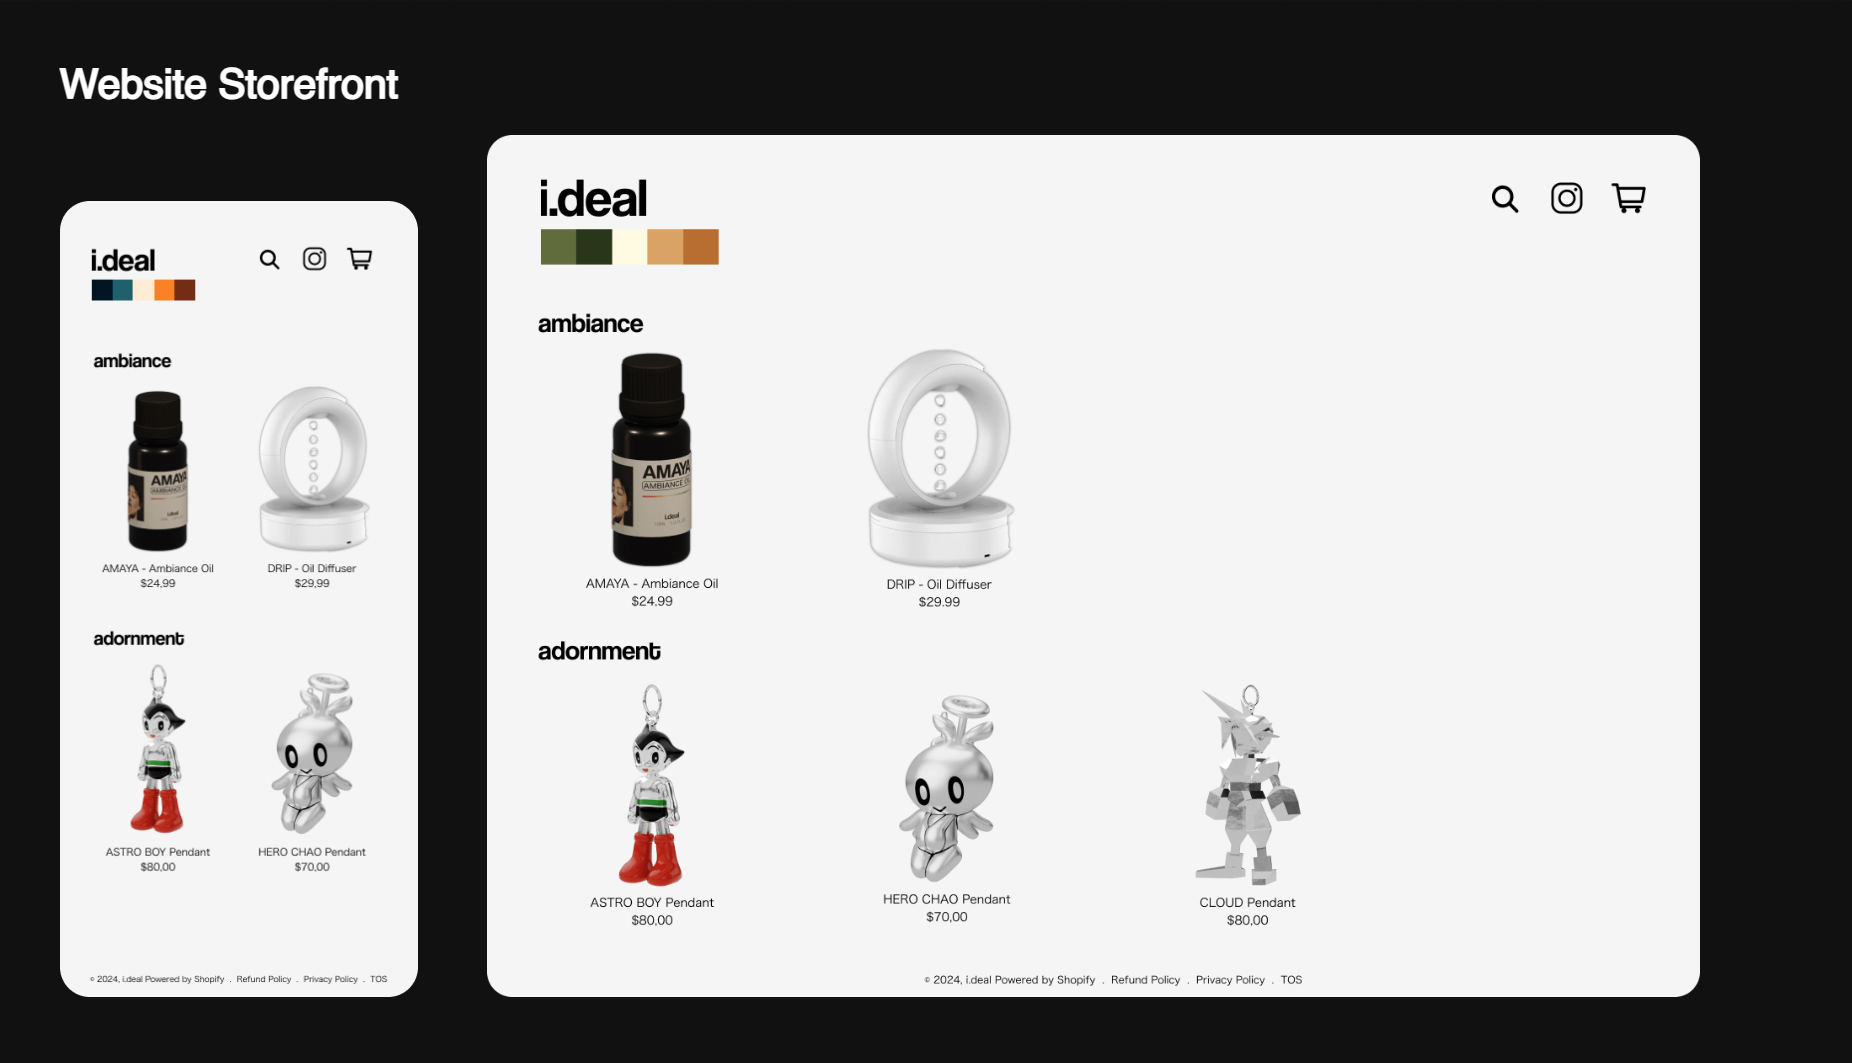 Website Storefront
i.deal
ambiance
AMAYA
AMBIANCE
i.deal
AMAYA - Ambiance Oil
$24,99
DRIP - Oil Diffuser
$29,99
adornment
ASTRO BOY Pendant
$80,00
HERO CHAO Pendant
$70,00
© 2024, i.deal Powered by Shopify . Refund Policy . Privacy Policy . TOS
i.deal
ambiance
AMAYA
AMBIANCE
i.deal
AMAYA - Ambiance Oil
$24.99
DRIP - Oil Diffuser
$29.99
adornment
ASTRO BOY Pendant
$80,00
HERO CHAO Pendant
$70,00
CLOUD Pendant
$80,00
© 2024, i.deal Powered by Shopify . Refund Policy . Privacy Policy . TOS